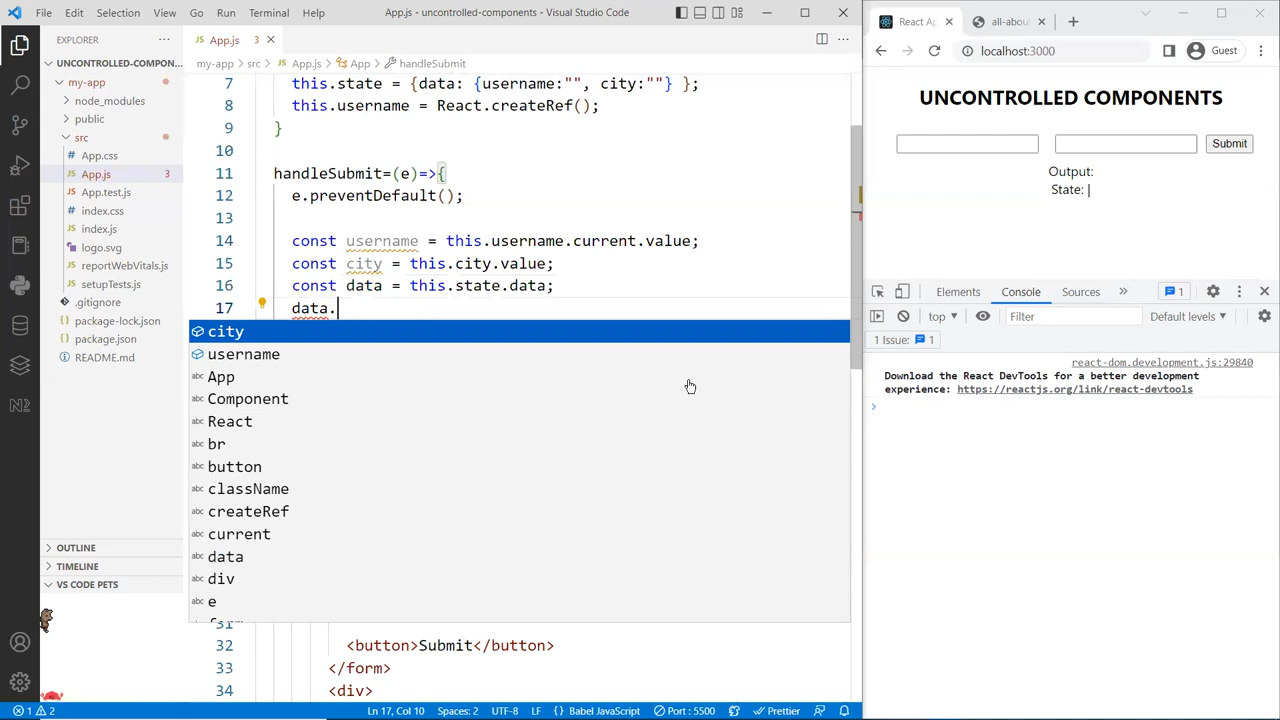 File Edit Selection View Go Run Terminal Help
App.js - uncontrolled-components - Visual Studio Code
EXPLORER
UNCONTROLLED-COMPON...
my-app
node_modules
public
src
App.css
App.js 3
App.test.js
index.css
index.js
logo.svg
reportWebVitals.js
setupTests.js
.gitignore
package-lock.json
package.json
README.md
OUTLINE
TIMELINE
VS CODE PETS
App.js 3
my-app > src > App.js > App > handleSubmit
7 this.state = {data: {username:"", city:""} };
8 this.username = React.createRef();
9 }
10
11 handleSubmit=(e)=>{
12 e.preventDefault();
13
14 const username = this.username.current.value;
15 const city = this.city.value;
16 const data = this.state.data;
17 data.
city
username
App
Component
React
br
button
className
createRef
current
data
div
e
31
32 <button>Submit</button>
33 </form>
34 <div>
1 2
Ln 17, Col 10 Spaces: 2 UTF-8 LF {} Babel JavaScript Port : 5500 Prettier
React Ap
all-abou
localhost:3000
Guest
UNCONTROLLED COMPONENTS
Submit
Output:
State: |
Elements Console Sources 1
top Filter Default levels
1 Issue: 1
react-dom.development.js:29840
Download the React DevTools for a better development
experience: https://reactjs.org/link/react-devtools